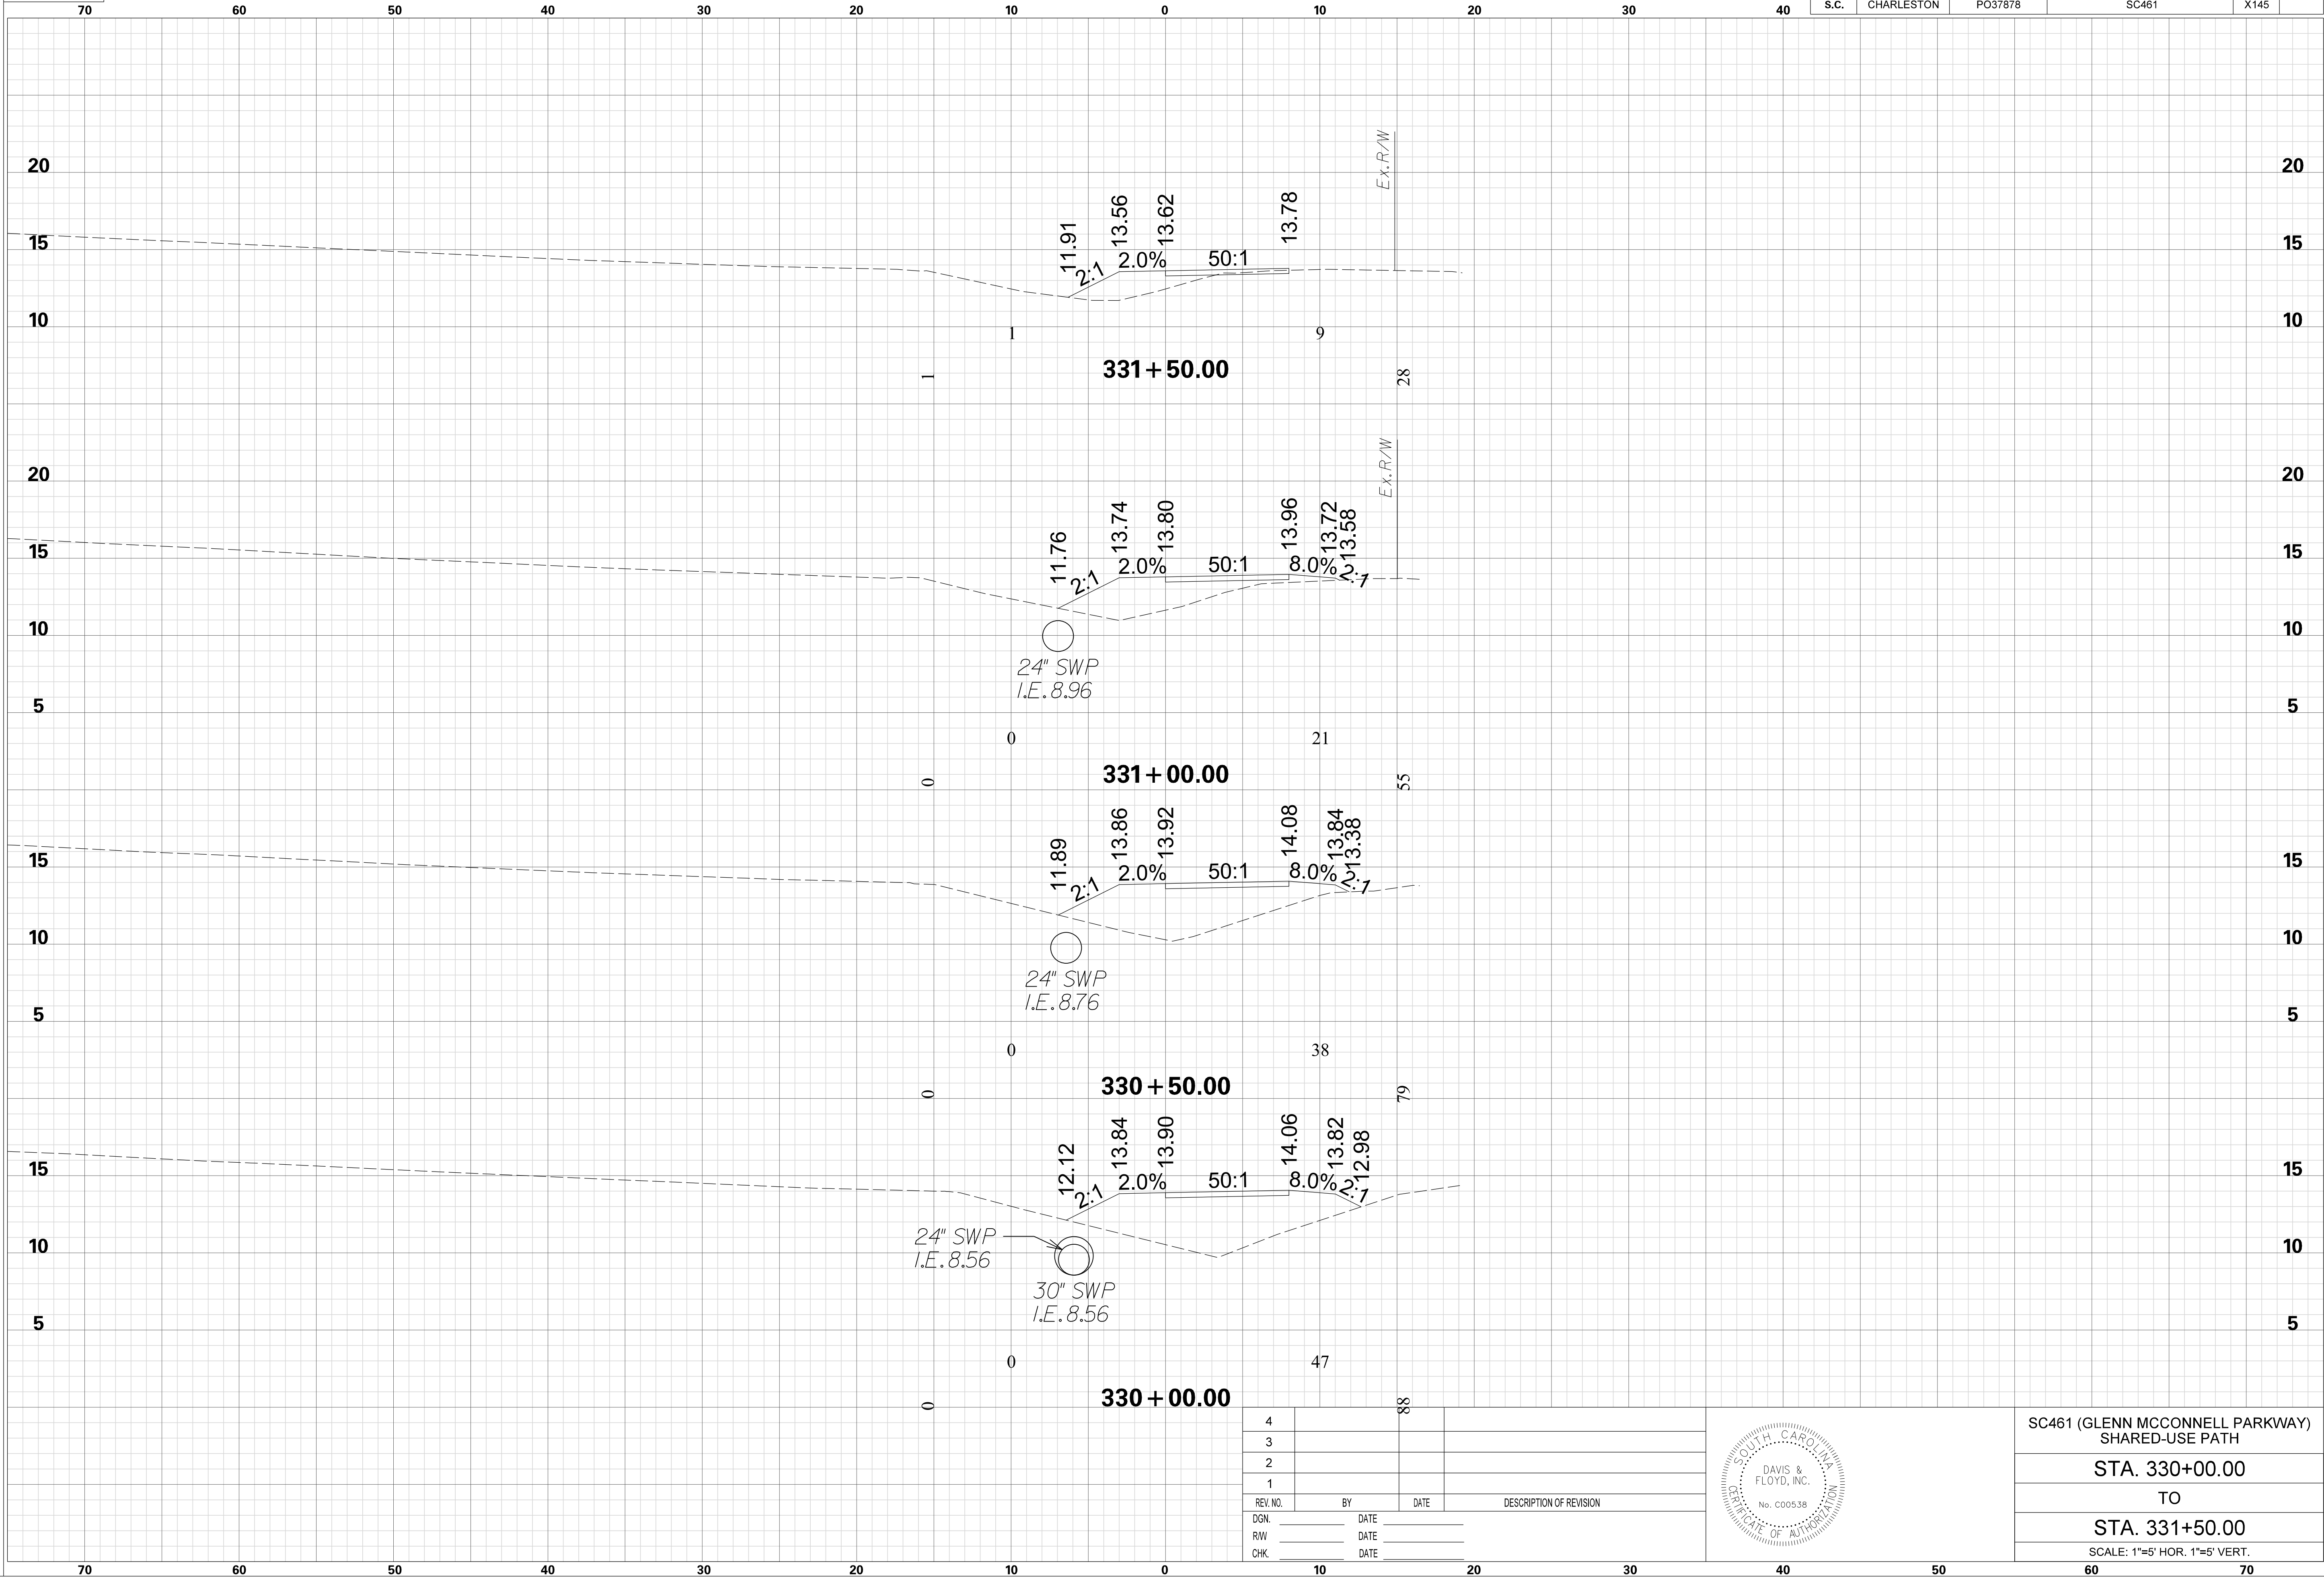 70 60 50 40 30 20 10 0 10 20 30 40
S.C. CHARLESTON PO37878 SC461 X145
20 20
Ex.R/W
11.91 13.56 13.62 13.78
15 15
2:1 2.0% 50:1
10 10
1 9
331+50.00
1 28
20 20
Ex.R/W
11.76 13.74 13.80 13.96 13.72 13.58
15 15
2:1 2.0% 50:1 8.0% 2:1
10 10
24" SWP
I.E. 8.96
5 5
0 21
331+00.00
0 55
11.89 13.86 13.92 14.08 13.84 13.38
15 15
2:1 2.0% 50:1 8.0% 2:1
10 10
24" SWP
I.E. 8.76
5 5
0 38
330+50.00
0 79
12.12 13.84 13.90 14.06 13.82 12.98
15 15
2:1 2.0% 50:1 8.0% 2:1
10 10
24" SWP
I.E. 8.56
30" SWP
I.E. 8.56
5 5
0 47
330+00.00
0 88
4
3
2
1
REV. NO. BY DATE DESCRIPTION OF REVISION
DGN. DATE
R/W DATE
CHK. DATE
SOUTH CAROLINA
DAVIS &
FLOYD, INC.
No. C00538
CERTIFICATE OF AUTHORIZATION
SC461 (GLENN MCCONNELL PARKWAY)
SHARED-USE PATH
STA. 330+00.00
TO
STA. 331+50.00
SCALE: 1"=5' HOR. 1"=5' VERT.
70 60 50 40 30 20 10 0 10 20 30 40 50 60 70